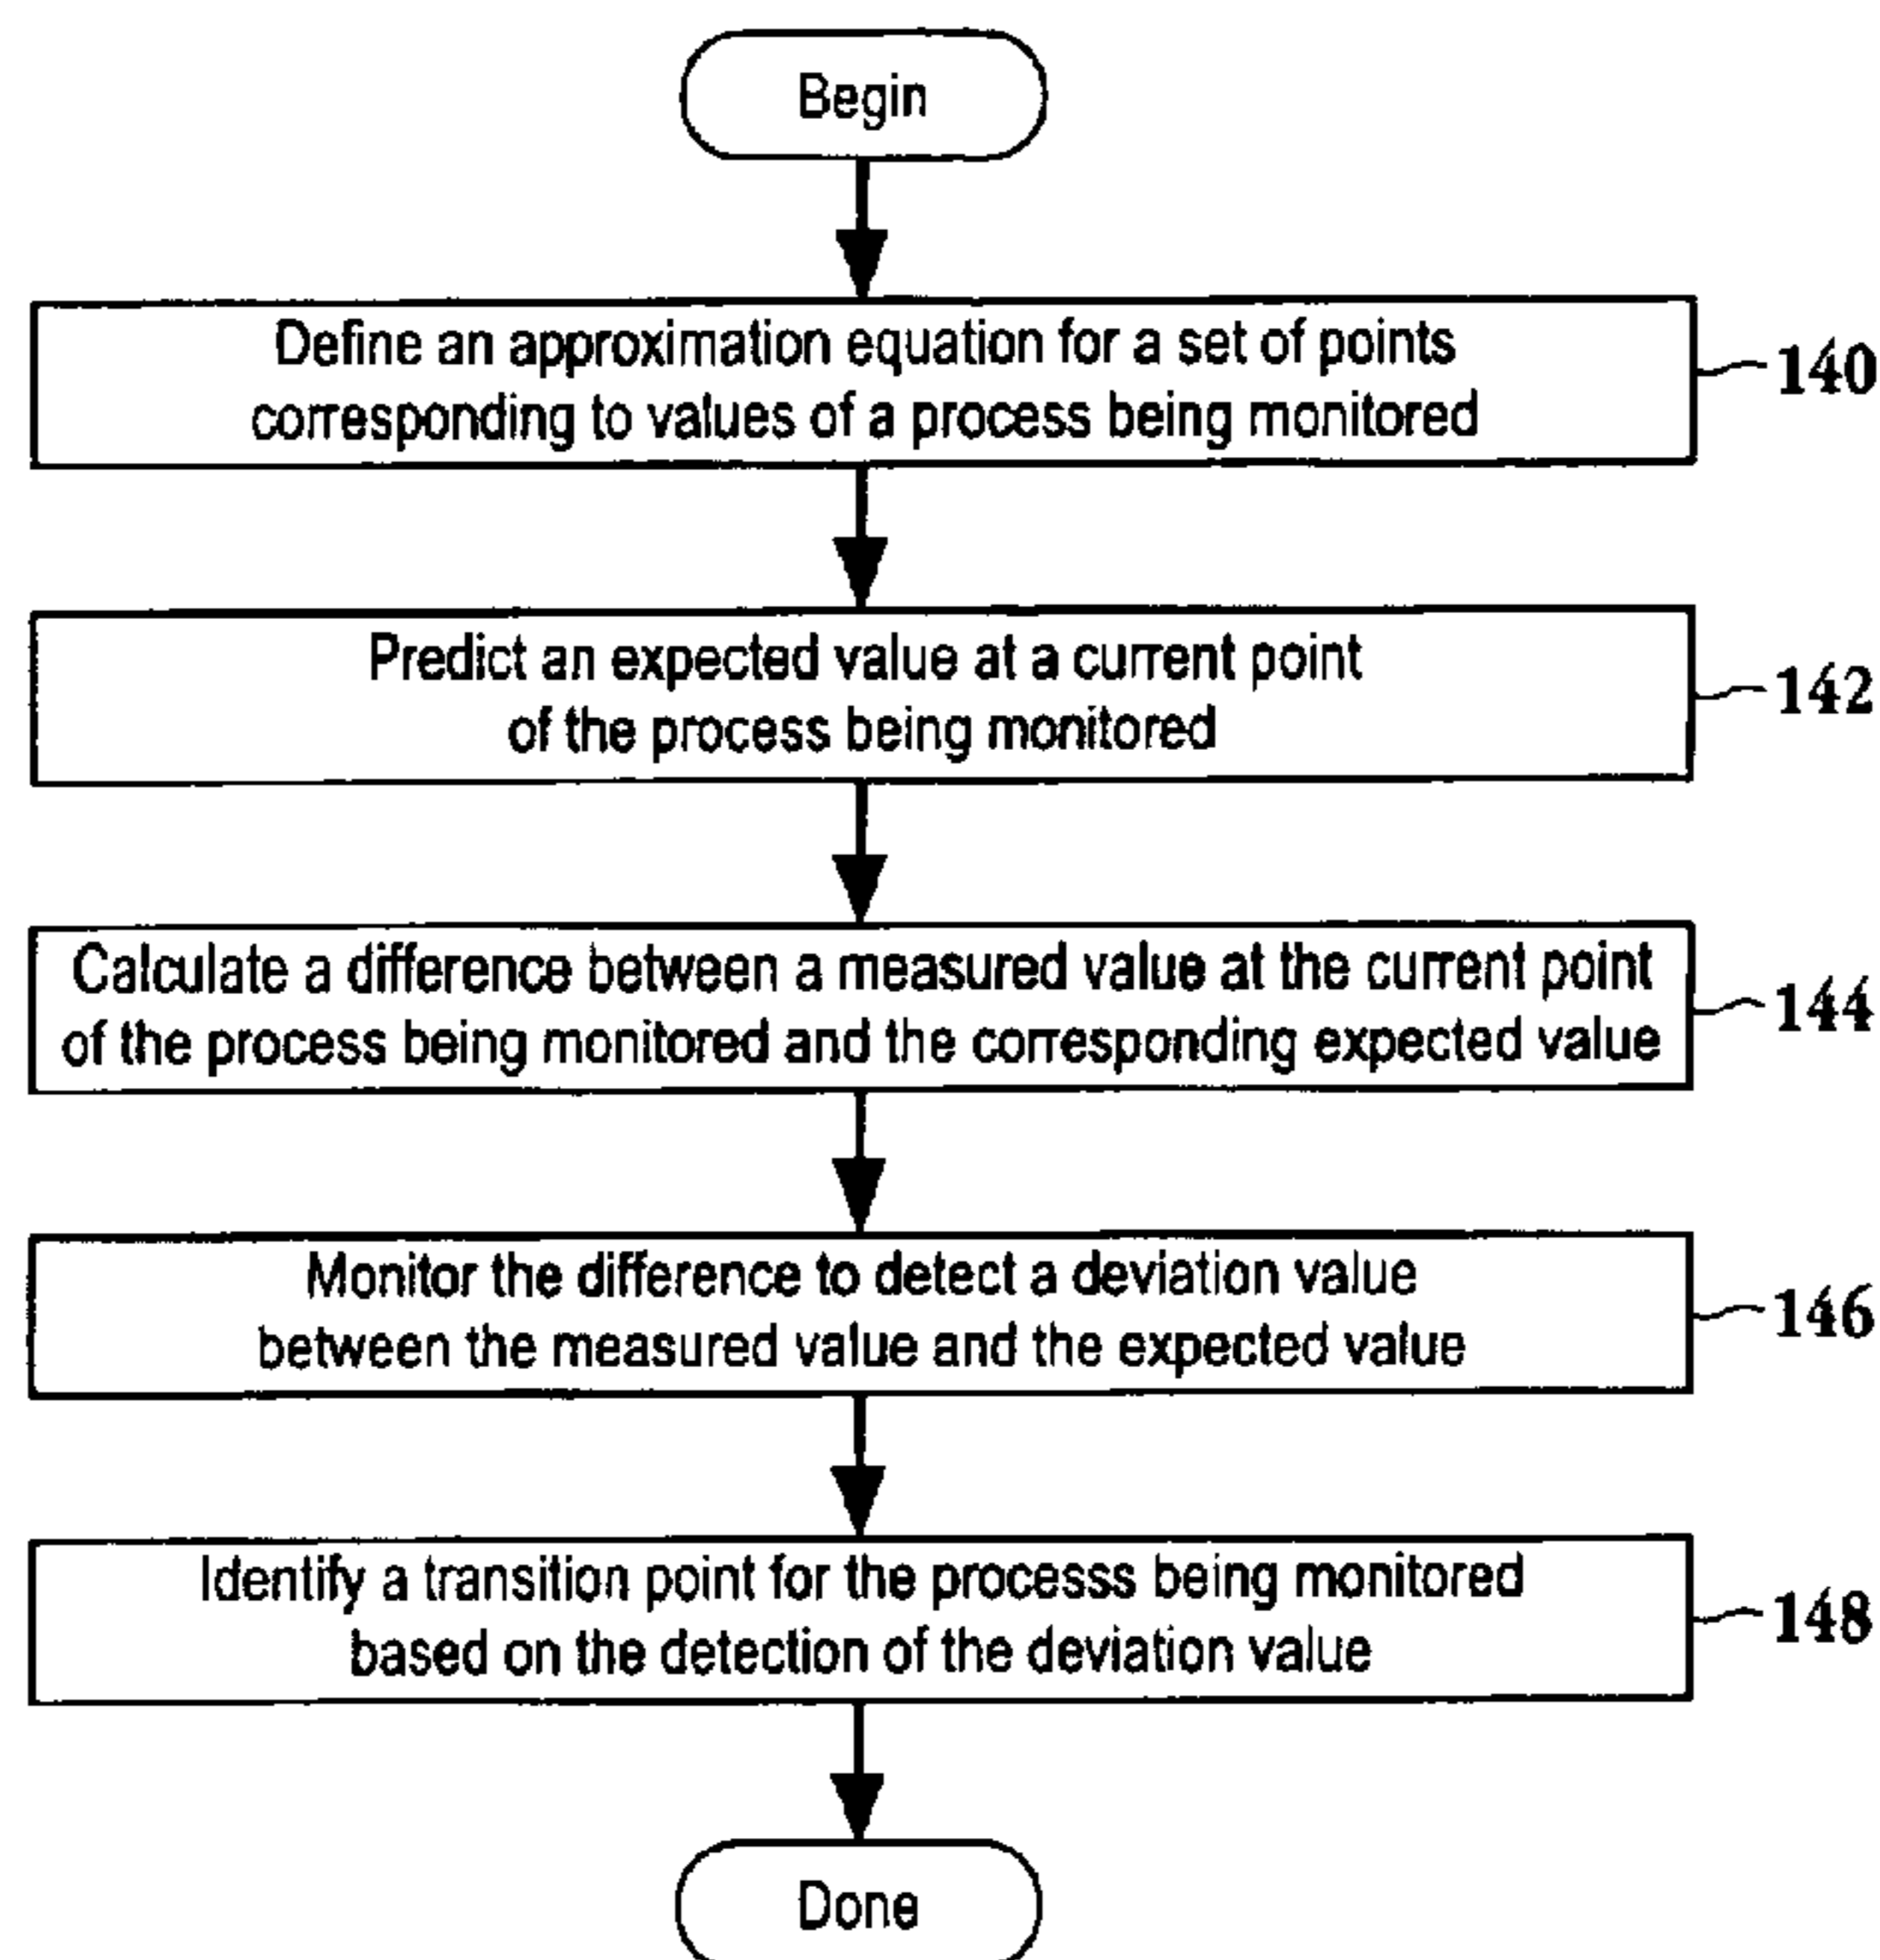 Begin
Define an approximation equation for a set of points
corresponding to values of a process being monitored
140
Predict an expected value at a current point
of the process being monitored
142
Calculate a difference between a measured value at the current point
of the process being monitored and the corresponding expected value
144
Monitor the difference to detect a deviation value
between the measured value and the expected value
146
Identify a transition point for the processs being monitored
based on the detection of the deviation value
148
Done